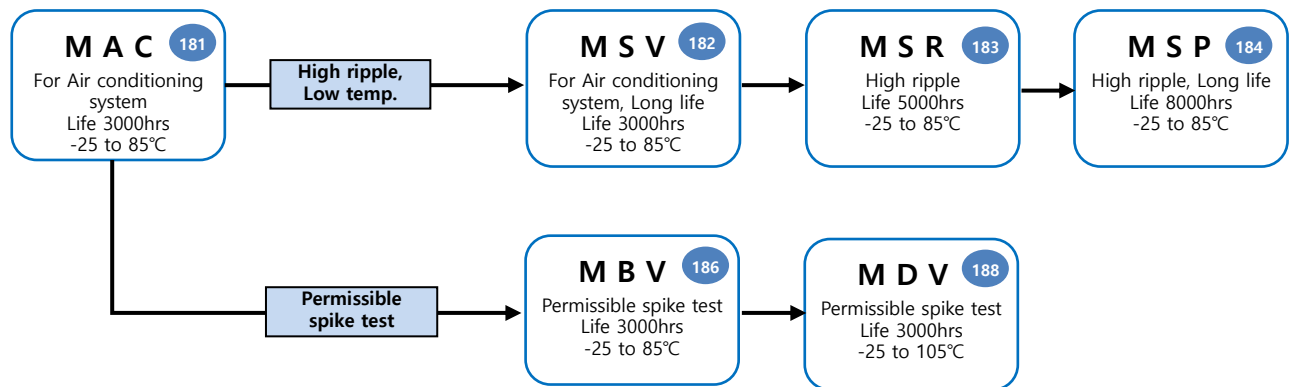 M A C
181
For Air conditioning
system
Life 3000hrs
-25 to 85℃
High ripple,
Low temp.
M S V
182
For Air conditioning
system, Long life
Life 3000hrs
-25 to 85℃
M S R
183
High ripple
Life 5000hrs
-25 to 85℃
M S P
184
High ripple, Long life
Life 8000hrs
-25 to 85℃
Permissible
spike test
M B V
186
Permissible spike test
Life 3000hrs
-25 to 85℃
M D V
188
Permissible spike test
Life 3000hrs
-25 to 105℃